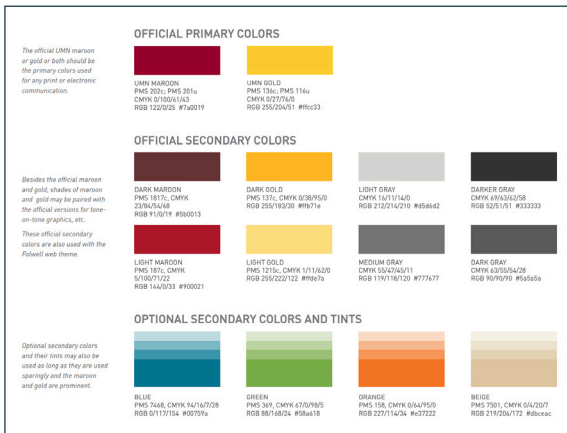 OFFICIAL PRIMARY COLORS
The official UMN maroon
or gold or both should be
the primary colors used
for any print or electronic
communication.
UMN MAROON
PMS 202c; PMS 201u
CMYK 0/100/61/43
RGB 122/0/25 #7a0019
UMN GOLD
PMS 136c; PMS 116u
CMYK 0/27/76/0
RGB 255/204/51 #ffcc33
OFFICIAL SECONDARY COLORS
Besides the official maroon
and gold, shades of maroon
and gold may be paired with
the official versions for tone-
on-tone graphics, etc.
These official secondary
colors are also used with the
Folwell web theme.
DARK MAROON
PMS 1817c, CMYK
23/84/54/68
RGB 91/0/19 #5b0013
DARK GOLD
PMS 137c, CMYK 0/38/95/0
RGB 255/183/30 #ffb71e
LIGHT GRAY
CMYK 16/11/14/0
RGB 212/214/210 #d5d6d2
DARKER GRAY
CMYK 69/63/62/58
RGB 52/51/51 #333333
LIGHT MAROON
PMS 187c, CMYK
5/100/71/22
RGB 144/0/33 #900021
LIGHT GOLD
PMS 1215c, CMYK 1/11/62/0
RGB 255/222/122 #ffde7a
MEDIUM GRAY
CMYK 55/47/45/11
RGB 119/118/120 #777677
DARK GRAY
CMYK 63/55/54/28
RGB 90/90/90 #5a5a5a
OPTIONAL SECONDARY COLORS AND TINTS
Optional secondary colors
and their tints may also be
used as long as they are used
sparingly and the maroon
and gold are prominent.
BLUE
PMS 7468, CMYK 94/16/7/28
RGB 0/117/154 #00759a
GREEN
PMS 369, CMYK 67/0/98/5
RGB 88/168/24 #58a618
ORANGE
PMS 158, CMYK 0/64/95/0
RGB 227/114/34 #e37222
BEIGE
PMS 7501, CMYK 0/4/20/7
RGB 219/206/172 #dbceac